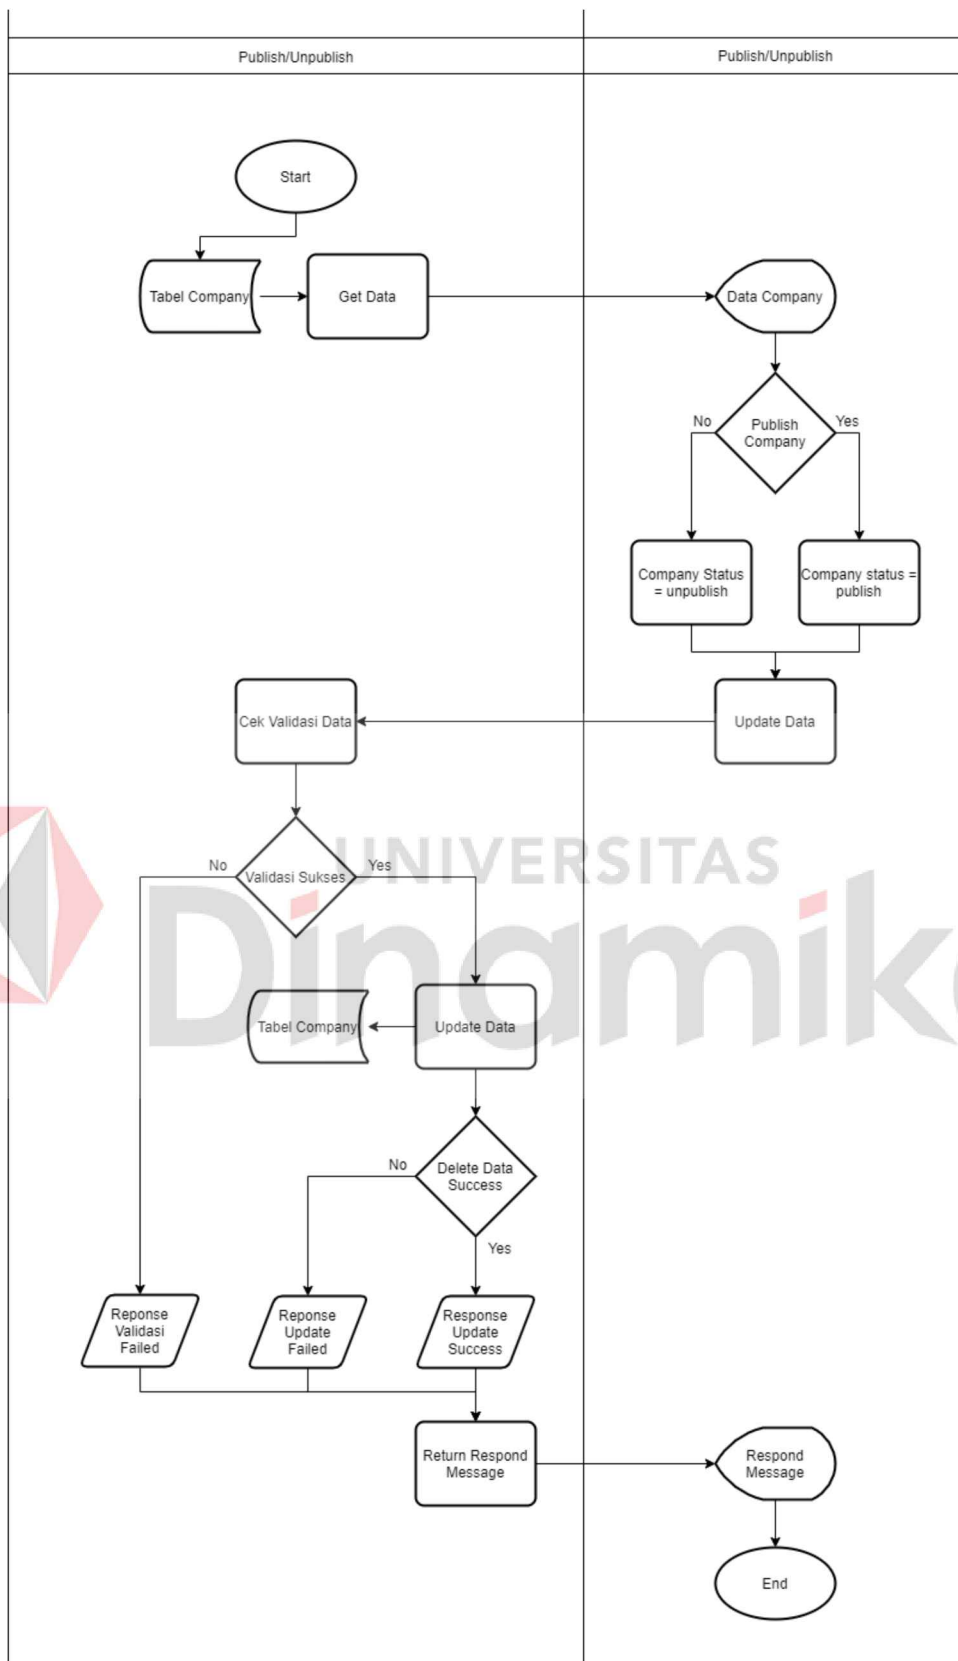 Publish/Unpublish
Publish/Unpublish
Start
Tabel Company
Get Data
Data Company
Publish
Company
No
Yes
Company Status
= unpublish
Company status =
publish
Update Data
Cek Validasi Data
Validasi Sukses
No
Yes
UNIVERSITAS
Dinamika
Tabel Company
Update Data
Delete Data
Success
No
Yes
Reponse
Validasi
Failed
Reponse
Update
Failed
Response
Update
Success
Return Respond
Message
Respond
Message
End